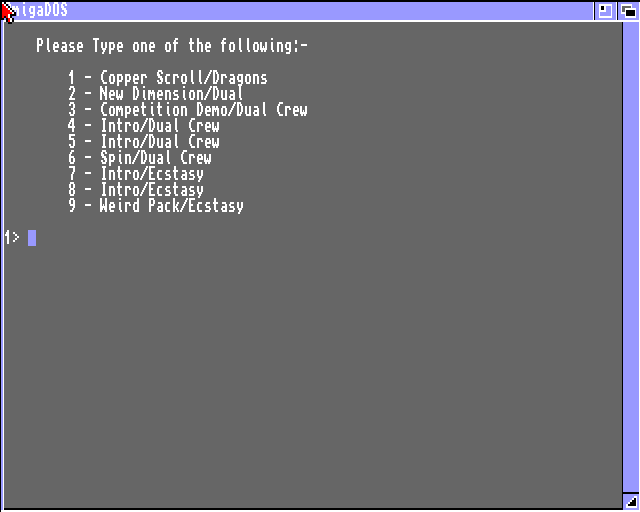 migaDOS
Please Type one of the following:-
1 - Copper Scroll/Dragons
2 - New Dimension/Dual
3 - Competition Demo/Dual Crew
4 - Intro/Dual Crew
5 - Intro/Dual Crew
6 - Spin/Dual Crew
7 - Intro/Ecstasy
8 - Intro/Ecstasy
9 - Weird Pack/Ecstasy
1>